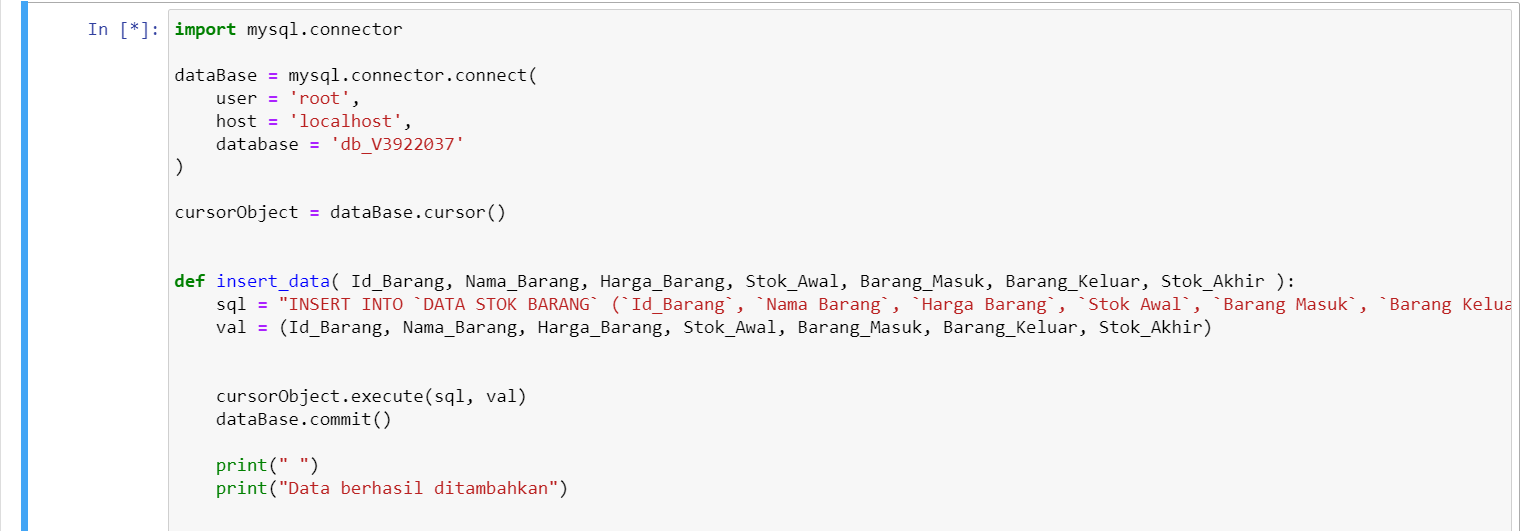 In [*]: import mysql.connector
dataBase = mysql.connector.connect(
    user = 'root',
    host = 'localhost',
    database = 'db_V3922037'
)
cursorObject = dataBase.cursor()
def insert_data( Id_Barang, Nama_Barang, Harga_Barang, Stok_Awal, Barang_Masuk, Barang_Keluar, Stok_Akhir ):
    sql = "INSERT INTO `DATA STOK BARANG` (`Id_Barang`, `Nama Barang`, `Harga Barang`, `Stok Awal`, `Barang Masuk`, `Barang Kelua
    val = (Id_Barang, Nama_Barang, Harga_Barang, Stok_Awal, Barang_Masuk, Barang_Keluar, Stok_Akhir)
    cursorObject.execute(sql, val)
    dataBase.commit()
    print(" ")
    print("Data berhasil ditambahkan")